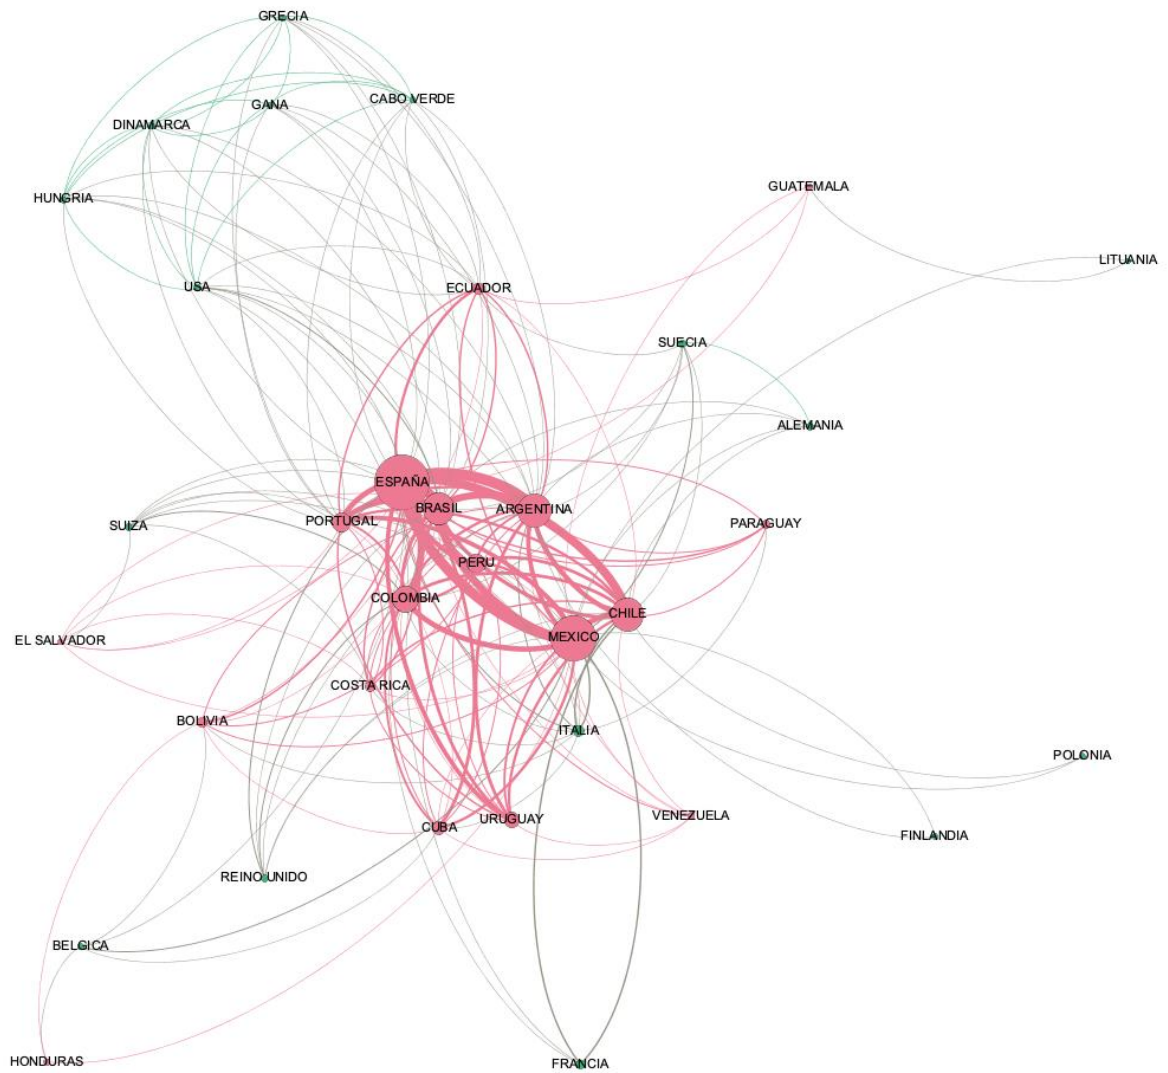 GRECIA
CABO VERDE
GANA
DINAMARCA
GUATEMALA
HUNGRIA
LITUANIA
USA
ECUADOR
SUECIA
ALEMANIA
ESPAÑA
BRASIL
ARGENTINA
PORTUGAL
PARAGUAY
SUIZA
PERU
COLOMBIA
CHILE
MEXICO
EL SALVADOR
COSTA RICA
BOLIVIA
ITALIA
POLONIA
VENEZUELA
URUGUAY
CUBA
FINLANDIA
REINO UNIDO
BELGICA
HONDURAS
FRANCIA